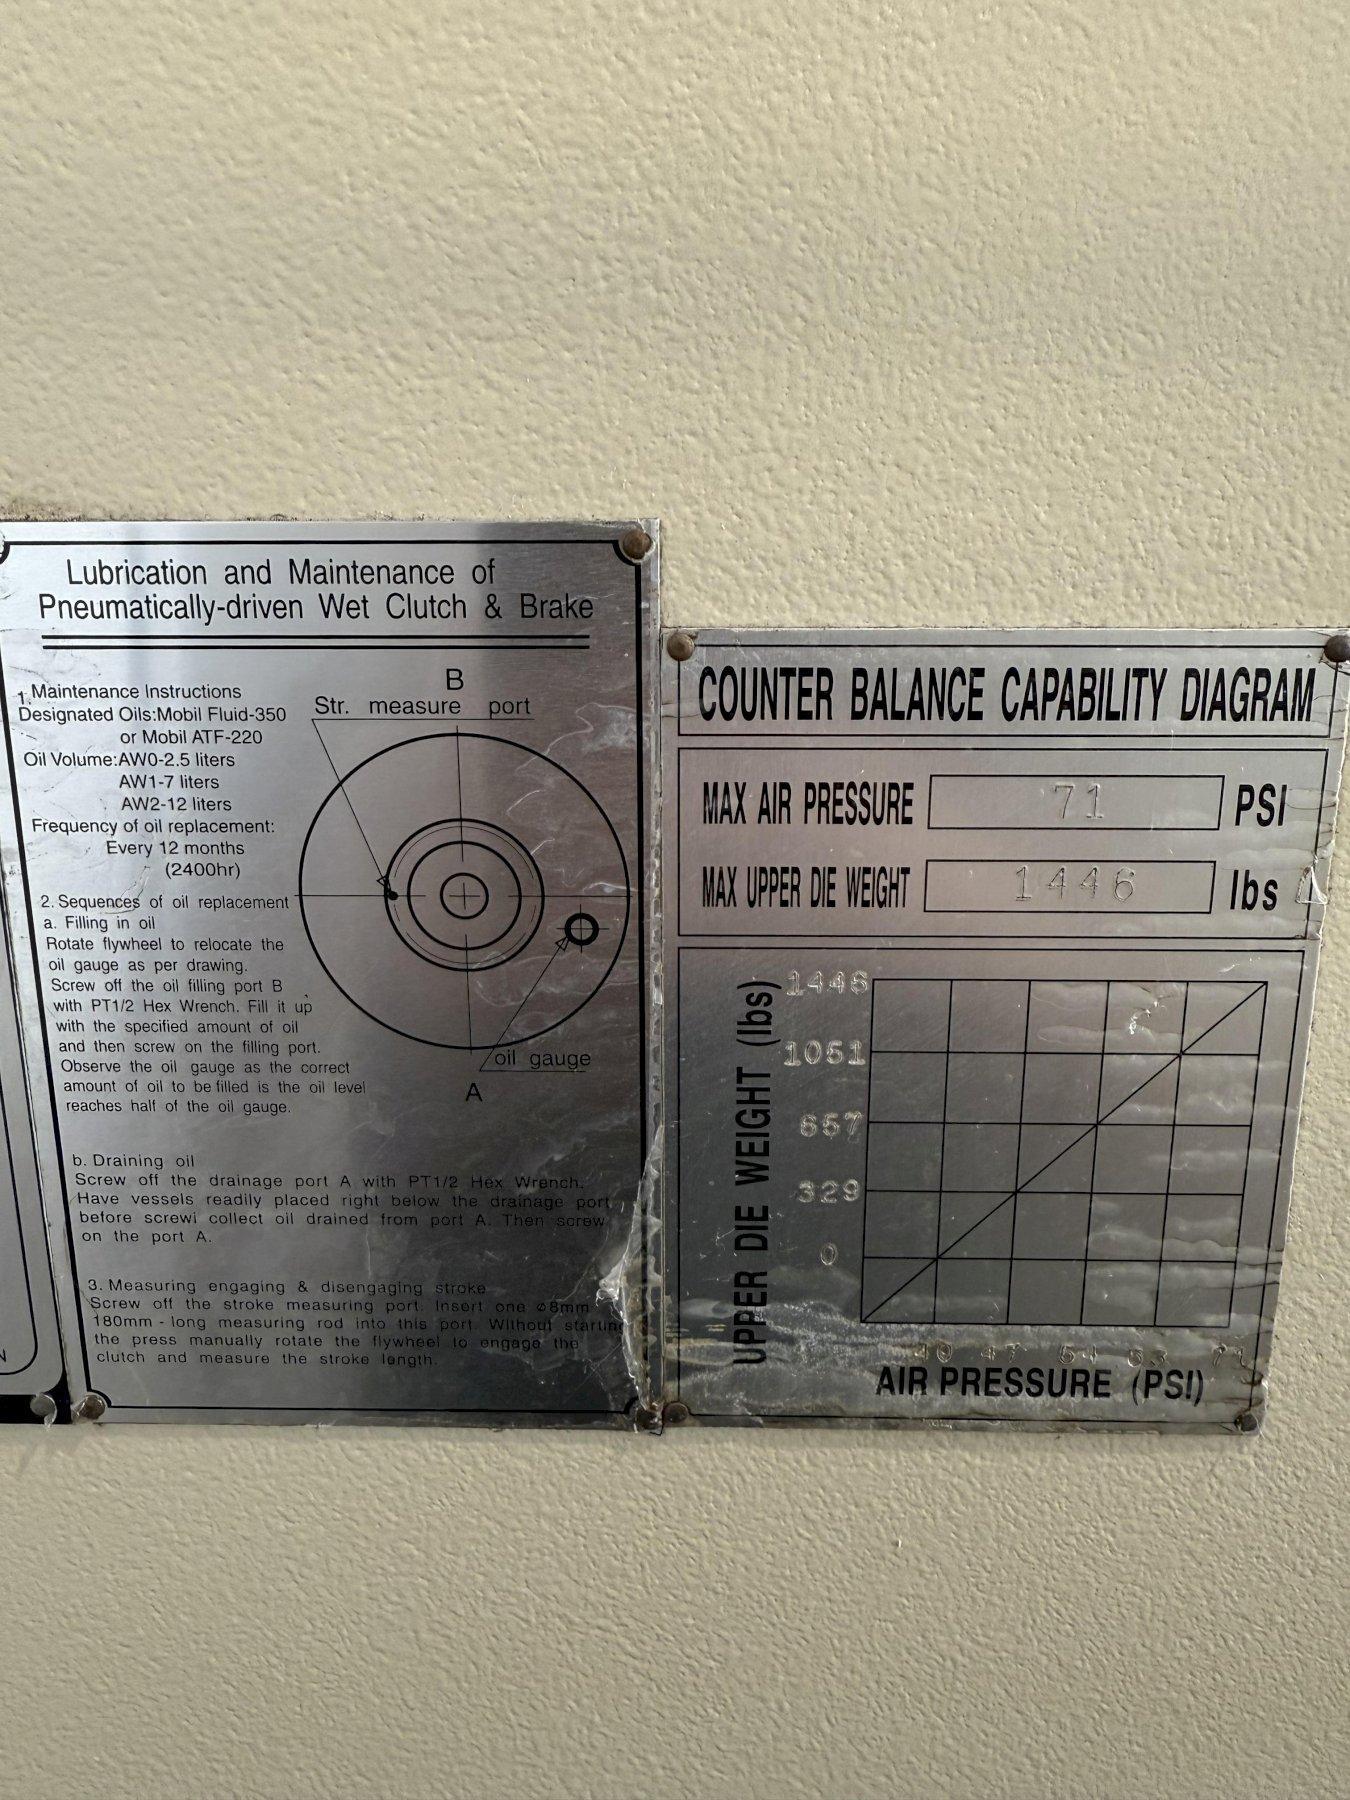 Lubrication and Maintenance of
Pneumatically-driven Wet Clutch & Brake
1. Maintenance Instructions
Designated Oils:Mobil Fluid-350
or Mobil ATF-220
Oil Volume:AW0-2.5 liters
AW1-7 liters
AW2-12 liters
Frequency of oil replacement:
Every 12 months
(2400hr)
2. Sequences of oil replacement
a. Filling in oil
Rotate flywheel to relocate the
oil gauge as per drawing.
Screw off the oil filling port B
with PT1/2 Hex Wrench. Fill it up
with the specified amount of oil
and then screw on the filling port.
Observe the oil gauge as the correct
amount of oil to be filled is the oil level
reaches half of the oil gauge.
b. Draining oil
Screw off the drainage port A with PT1/2 Hex Wrench.
Have vessels readily placed right below the drainage port
before screwi collect oil drained from port A. Then screw
on the port A.
3. Measuring engaging & disengaging stroke
Screw off the stroke measuring port. Insert one ø8mm
180mm - long measuring rod into this port. Without starting
the press manually rotate the flywheel to engage the
clutch and measure the stroke length.
B
Str. measure port
oil gauge
A
N
COUNTER BALANCE CAPABILITY DIAGRAM
MAX AIR PRESSURE 71 PSI
MAX UPPER DIE WEIGHT 1446 lbs
UPPER DIE WEIGHT (lbs)
1446
1051
657
329
0
40 47 54 63 71
AIR PRESSURE (PSI)